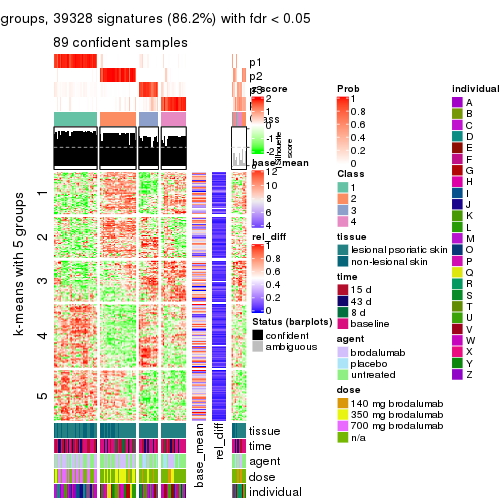 groups, 39328 signatures (86.2%) with fdr < 0.05
89 confident samples
p1
p2
p3
z-score
2
1
0
-1
-2
Class
Silhouette
score
base_mean
12
10
8
6
4
rel_diff
1
0.8
0.6
0.4
0.2
0
Status (barplots)
confident
ambiguous
k-means with 5 groups
1
2
3
4
5
tissue
time
agent
dose
individual
base_mean
rel_diff
Prob
1
0.8
0.6
0.4
0.2
0
Class
1
2
3
4
tissue
lesional psoriatic skin
non-lesional skin
time
15 d
43 d
8 d
baseline
agent
brodalumab
placebo
untreated
dose
140 mg brodalumab
350 mg brodalumab
700 mg brodalumab
n/a
individual
A
B
C
D
E
F
G
H
I
J
K
L
M
O
P
Q
R
S
T
U
V
W
X
Y
Z